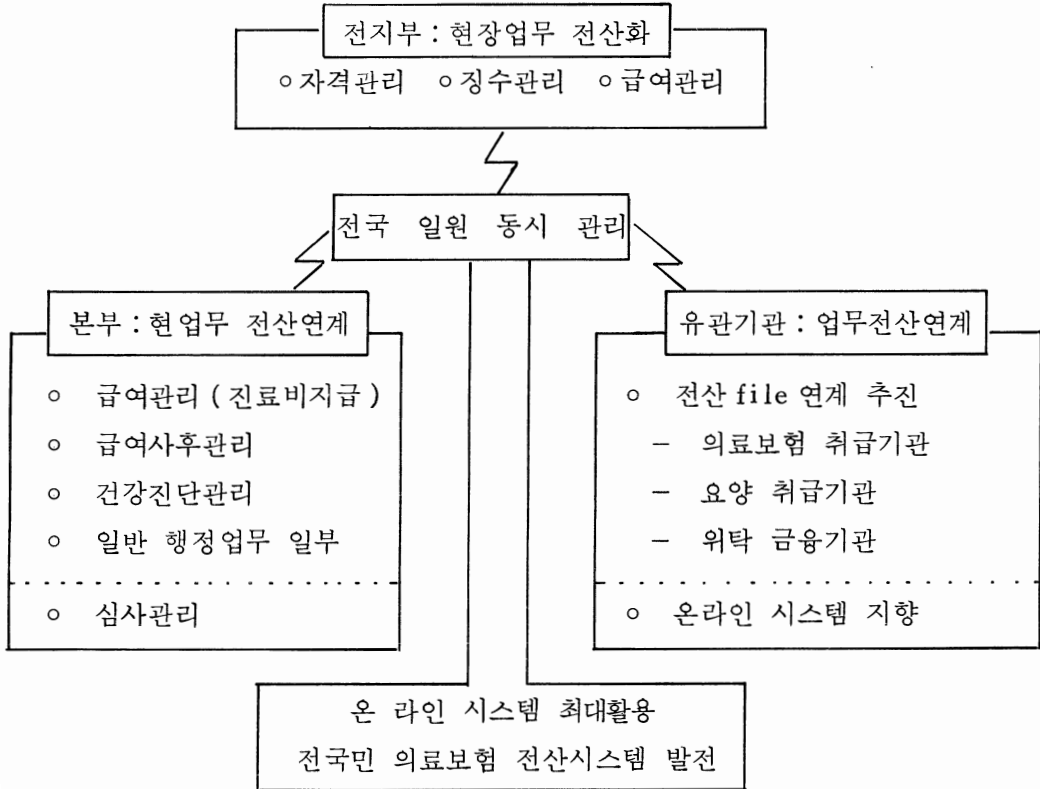 전지부 : 현장업무 전산화
○ 자격관리 ○ 징수관리 ○ 급여관리
전국 일원 동시 관리
본부 : 현업무 전산연계
○ 급여관리 ( 진료비지급 )
○ 급여사후관리
○ 건강진단관리
○ 일반 행정업무 일부
○ 심사관리
유관기관 : 업무전산연계
○ 전산 file 연계 추진
- 의료보험 취급기관
- 요양 취급기관
- 위탁 금융기관
○ 온라인 시스템 지향
온 라인 시스템 최대활용
전국민 의료보험 전산시스템 발전